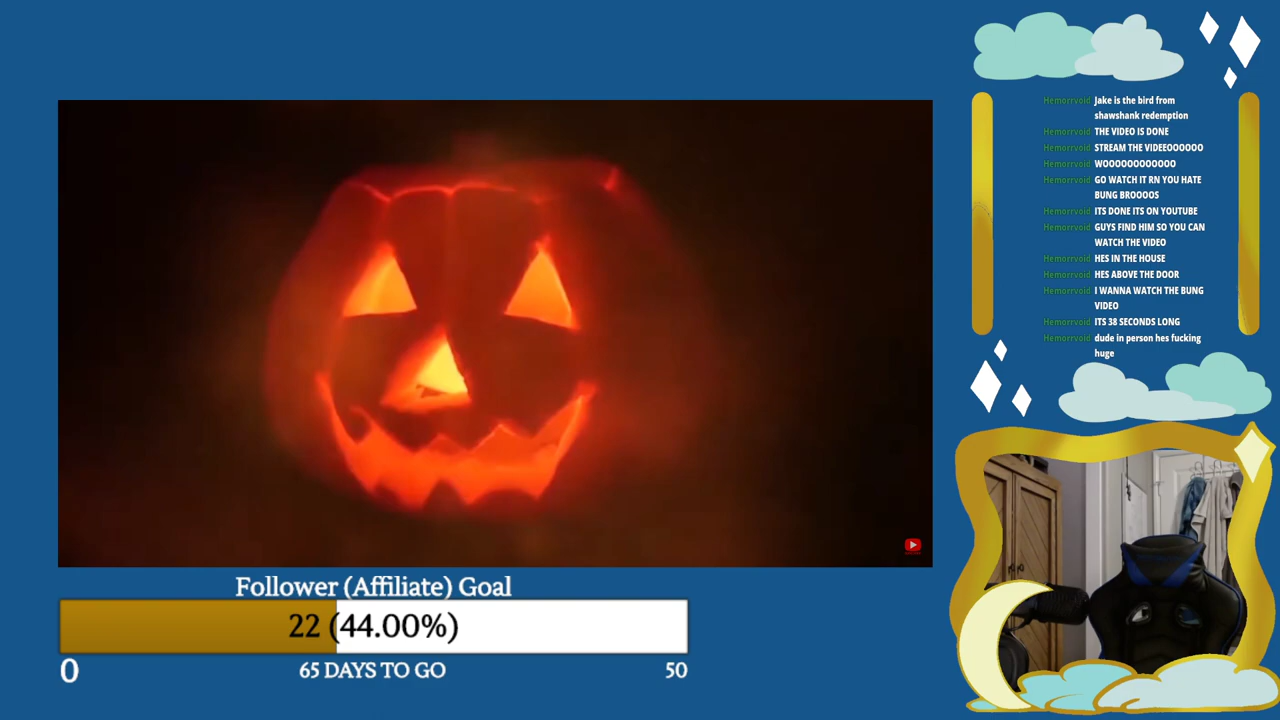 Hemorrvoid Jake is the bird from
shawshank redemption
Hemorrvoid THE VIDEO IS DONE
Hemorrvoid STREAM THE VIDEEOOOOOO
Hemorrvoid WOOOOOOOOOOOO
Hemorrvoid GO WATCH IT RN YOU HATE
BUNG BROOOOS
Hemorrvoid ITS DONE ITS ON YOUTUBE
Hemorrvoid GUYS FIND HIM SO YOU CAN
WATCH THE VIDEO
Hemorrvoid HES IN THE HOUSE
Hemorrvoid HES ABOVE THE DOOR
Hemorrvoid I WANNA WATCH THE BUNG
VIDEO
Hemorrvoid ITS 38 SECONDS LONG
Hemorrvoid dude in person hes fucking
huge
Follower (Affiliate) Goal
22 (44.00%)
0 65 DAYS TO GO 50